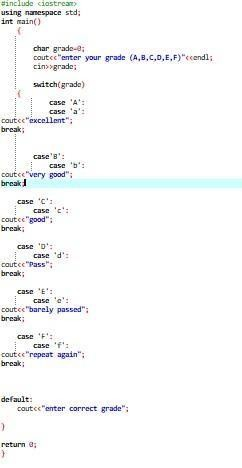 #include <iostream>
using namespace std;
int main()
{
char grade=0;
cout<<"enter your grade (A,B,C,D,E,F)"<<endl;
cin>>grade;
switch(grade)
{
case 'A':
case 'a':
cout<<"excellent";
break;
case'B':
case 'b':
cout<<"very good";
break;
case 'C':
case 'c':
cout<<"good";
break;
case 'D':
case 'd':
cout<<"Pass";
break;
case 'E':
case 'e':
cout<<"barely passed";
break;
case 'F':
case 'f':
cout<<"repeat again";
break;
default:
cout<<"enter correct grade";
}
return 0;
}